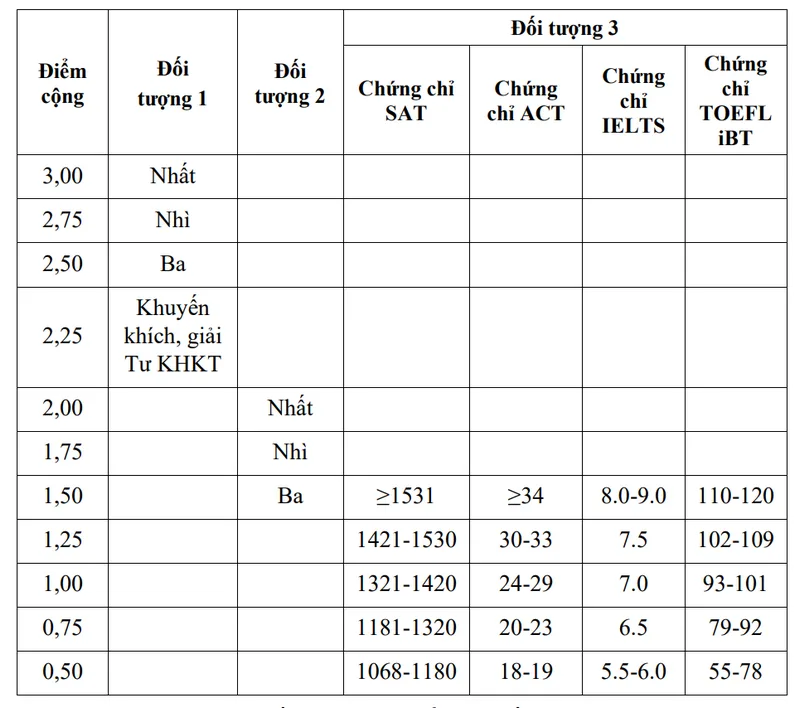 Điểm cộng	Đối tượng 1	Đối tượng 2	Đối tượng 3
Chứng chỉ SAT	Chứng chỉ ACT	Chứng chỉ IELTS	Chứng chỉ TOEFL iBT
3,00	Nhất
2,75	Nhì
2,50	Ba
2,25	Khuyến khích, giải Tư KHKT
2,00	Nhất
1,75	Nhì
1,50	Ba	≥1531	≥34	8.0-9.0	110-120
1,25	1421-1530	30-33	7.5	102-109
1,00	1321-1420	24-29	7.0	93-101
0,75	1181-1320	20-23	6.5	79-92
0,50	1068-1180	18-19	5.5-6.0	55-78